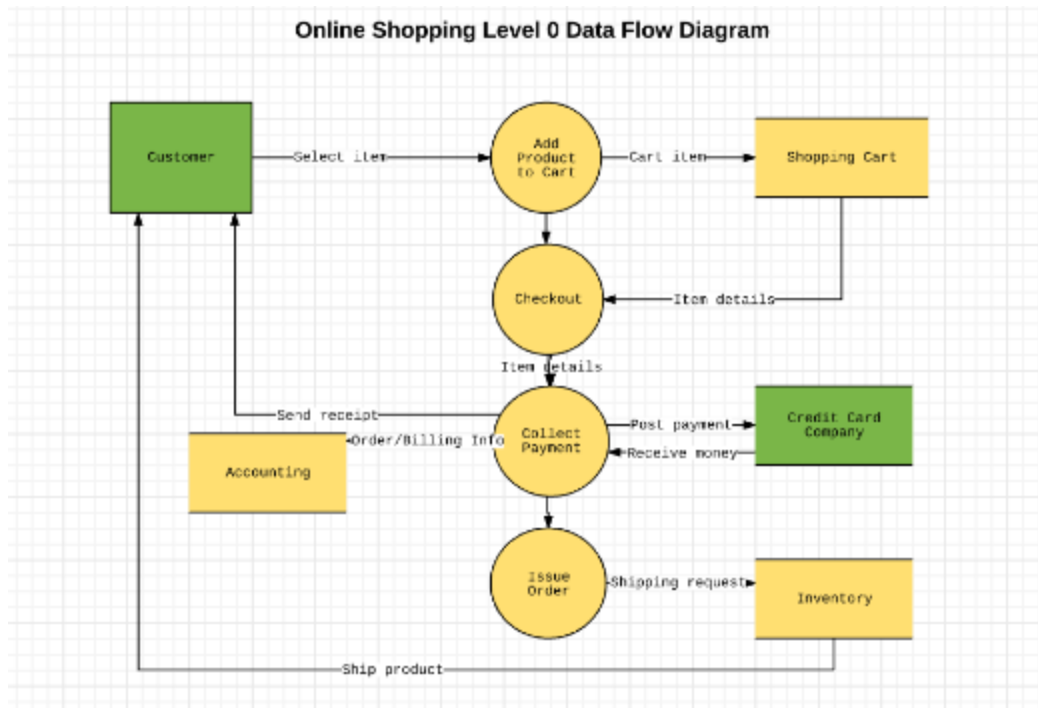 Online Shopping Level 0 Data Flow Diagram
Customer
Select item
Add
Product
to Cart
Cart item
Shopping Cart
Checkout
Item details
Item details
Send receipt
Collect
Payment
Post payment
Credit Card
Company
Order/Billing Info
Receive money
Accounting
Issue
Order
Shipping request
Inventory
Ship product